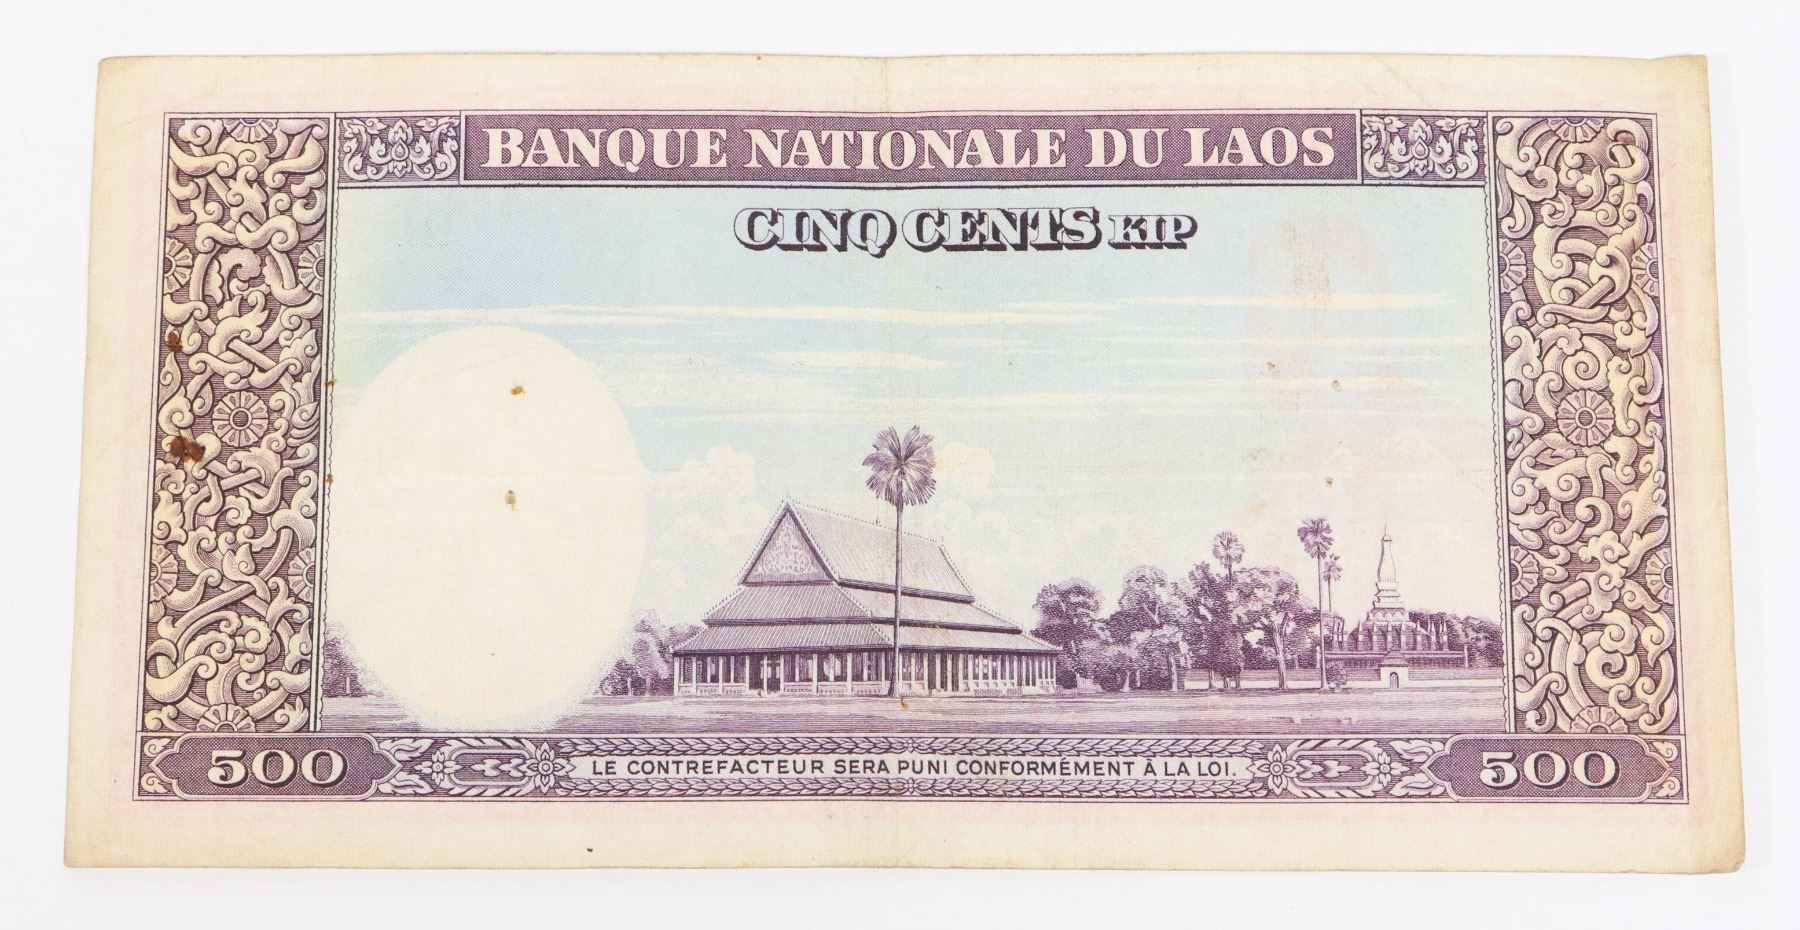 BANQUE NATIONALE DU LAOS
CINQ CENTS KIP
500
LE CONTREFACTEUR SERA PUNI CONFORMÉMENT À LA LOI.
500